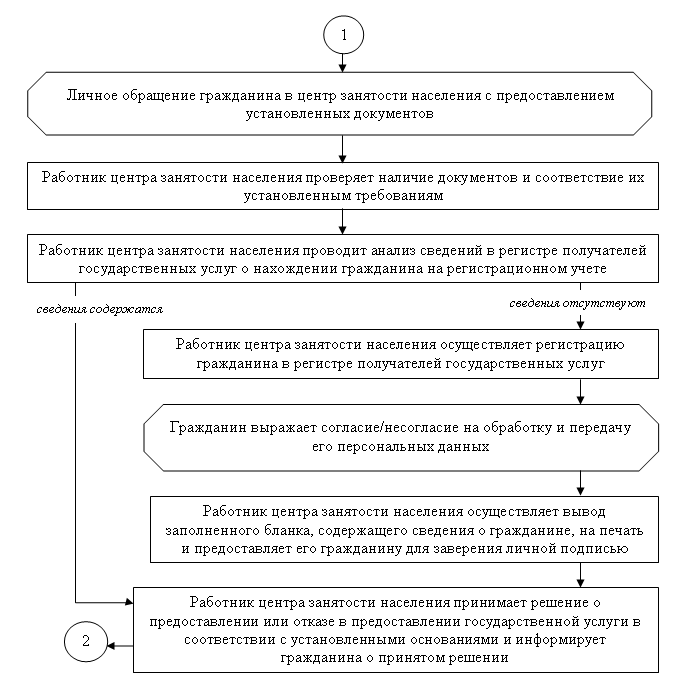 1
Личное обращение гражданина в центр занятости населения с предоставлением
установленных документов
Работник центра занятости населения проверяет наличие документов и соответствие их
установленным требованиям
Работник центра занятости населения проводит анализ сведений в регистре получателей
государственных услуг о нахождении гражданина на регистрационном учете
сведения содержатся
сведения отсутствуют
Работник центра занятости населения осуществляет регистрацию
гражданина в регистре получателей государственных услуг
Гражданин выражает согласие/несогласие на обработку и передачу
его персональных данных
Работник центра занятости населения осуществляет вывод
заполненного бланка, содержащего сведения о гражданине, на печать
и предоставляет его гражданину для заверения личной подписью
Работник центра занятости населения принимает решение о
предоставлении или отказе в предоставлении государственной услуги в
соответствии с установленными основаниями и информирует
гражданина о принятом решении
2